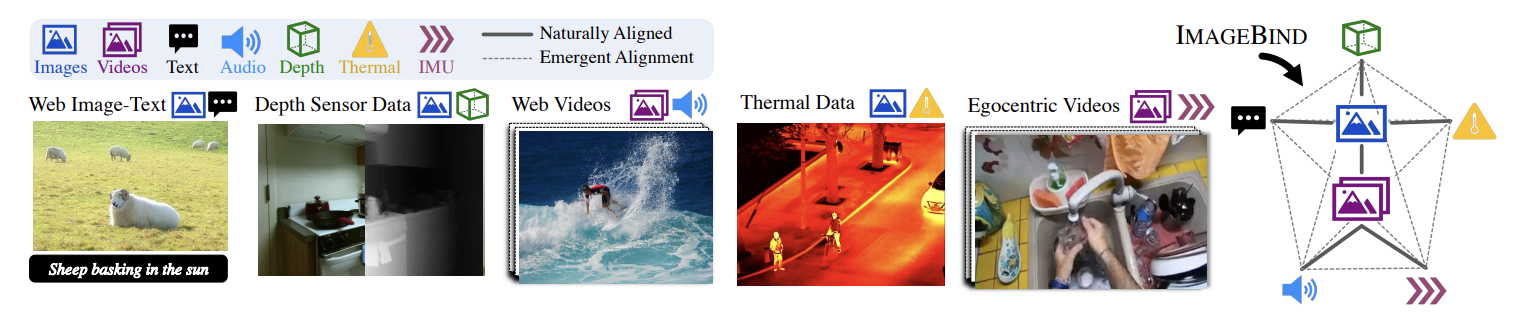 Images Videos Text Audio Depth Thermal IMU
Naturally Aligned
Emergent Alignment
Web Image-Text
Depth Sensor Data
Web Videos
Thermal Data
Egocentric Videos
IMAGEBIND
Sheep basking in the sun